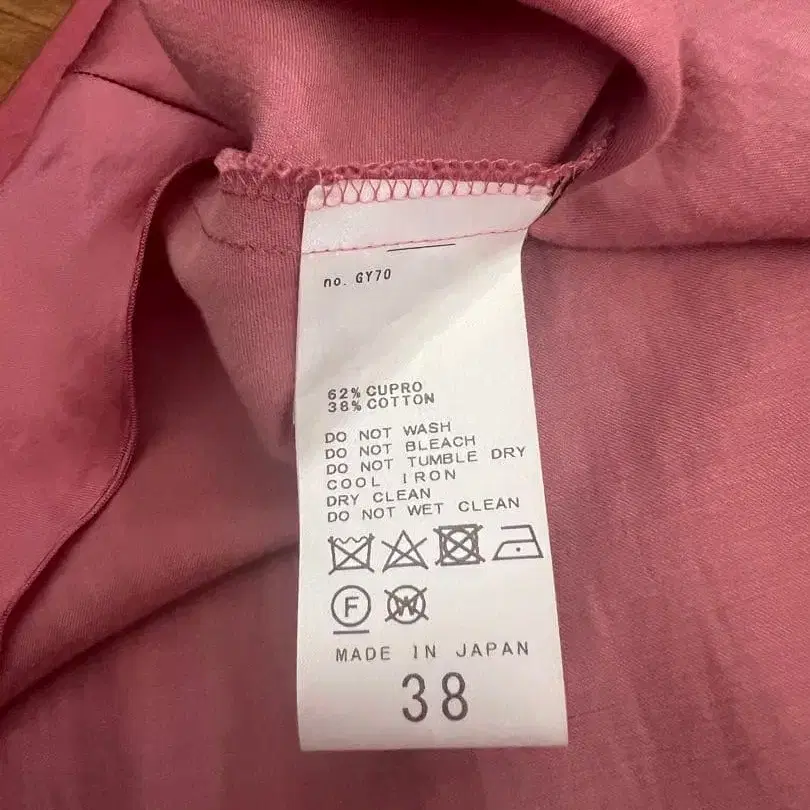 no. GY70
62% CUPRO
38% COTTON
DO NOT WASH
DO NOT BLEACH
DO NOT TUMBLE DRY
COOL IRON
DRY CLEAN
DO NOT WET CLEAN
F W
MADE IN JAPAN
38